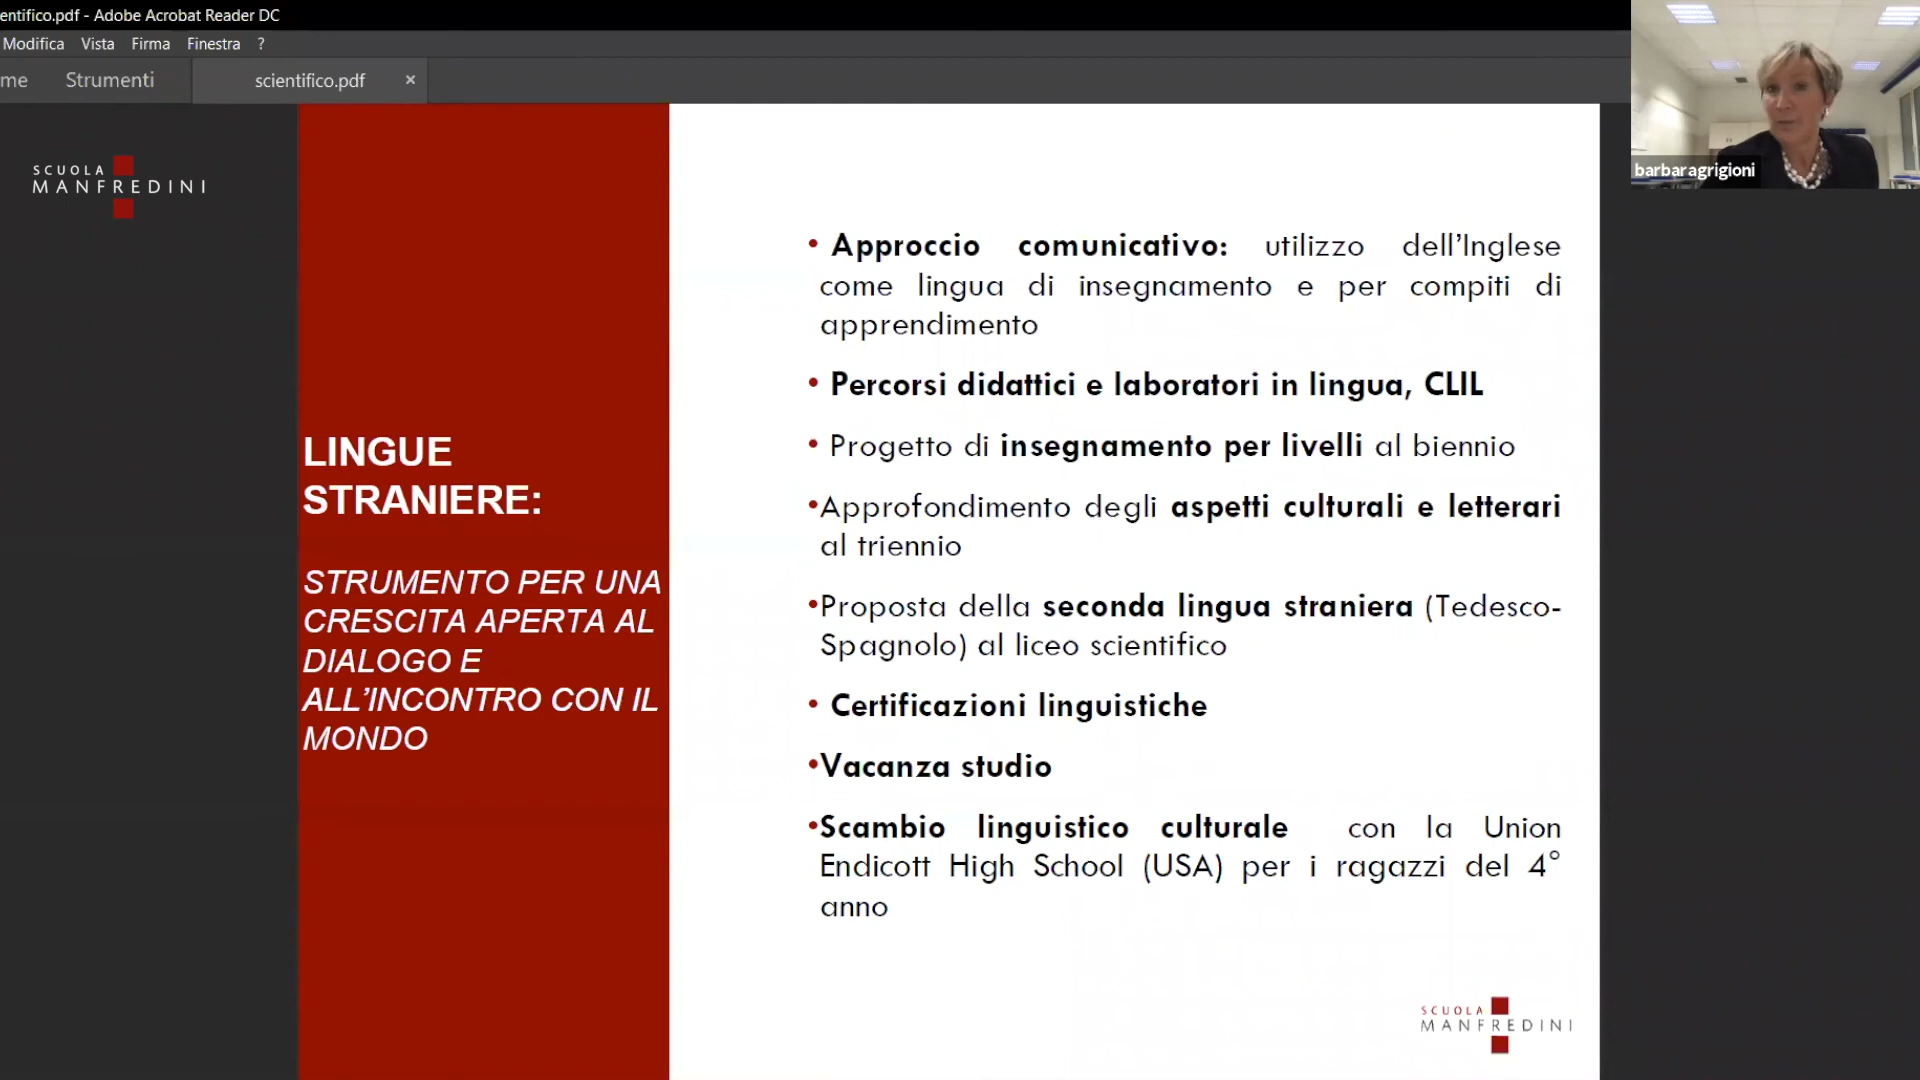 entifico.pdf - Adobe Acrobat Reader DC
Modifica Vista Firma Finestra ?
me Strumenti scientifico.pdf ×
SCUOLA
MANFREDINI
LINGUE
STRANIERE:
STRUMENTO PER UNA
CRESCITA APERTA AL
DIALOGO E
ALL’INCONTRO CON IL
MONDO
• Approccio comunicativo: utilizzo dell’Inglese
come lingua di insegnamento e per compiti di
apprendimento
• Percorsi didattici e laboratori in lingua, CLIL
• Progetto di insegnamento per livelli al biennio
•Approfondimento degli aspetti culturali e letterari
al triennio
•Proposta della seconda lingua straniera (Tedesco-
Spagnolo) al liceo scientifico
• Certificazioni linguistiche
•Vacanza studio
•Scambio linguistico culturale con la Union
Endicott High School (USA) per i ragazzi del 4°
anno
SCUOLA
MANFREDINI
barbaragrigioni